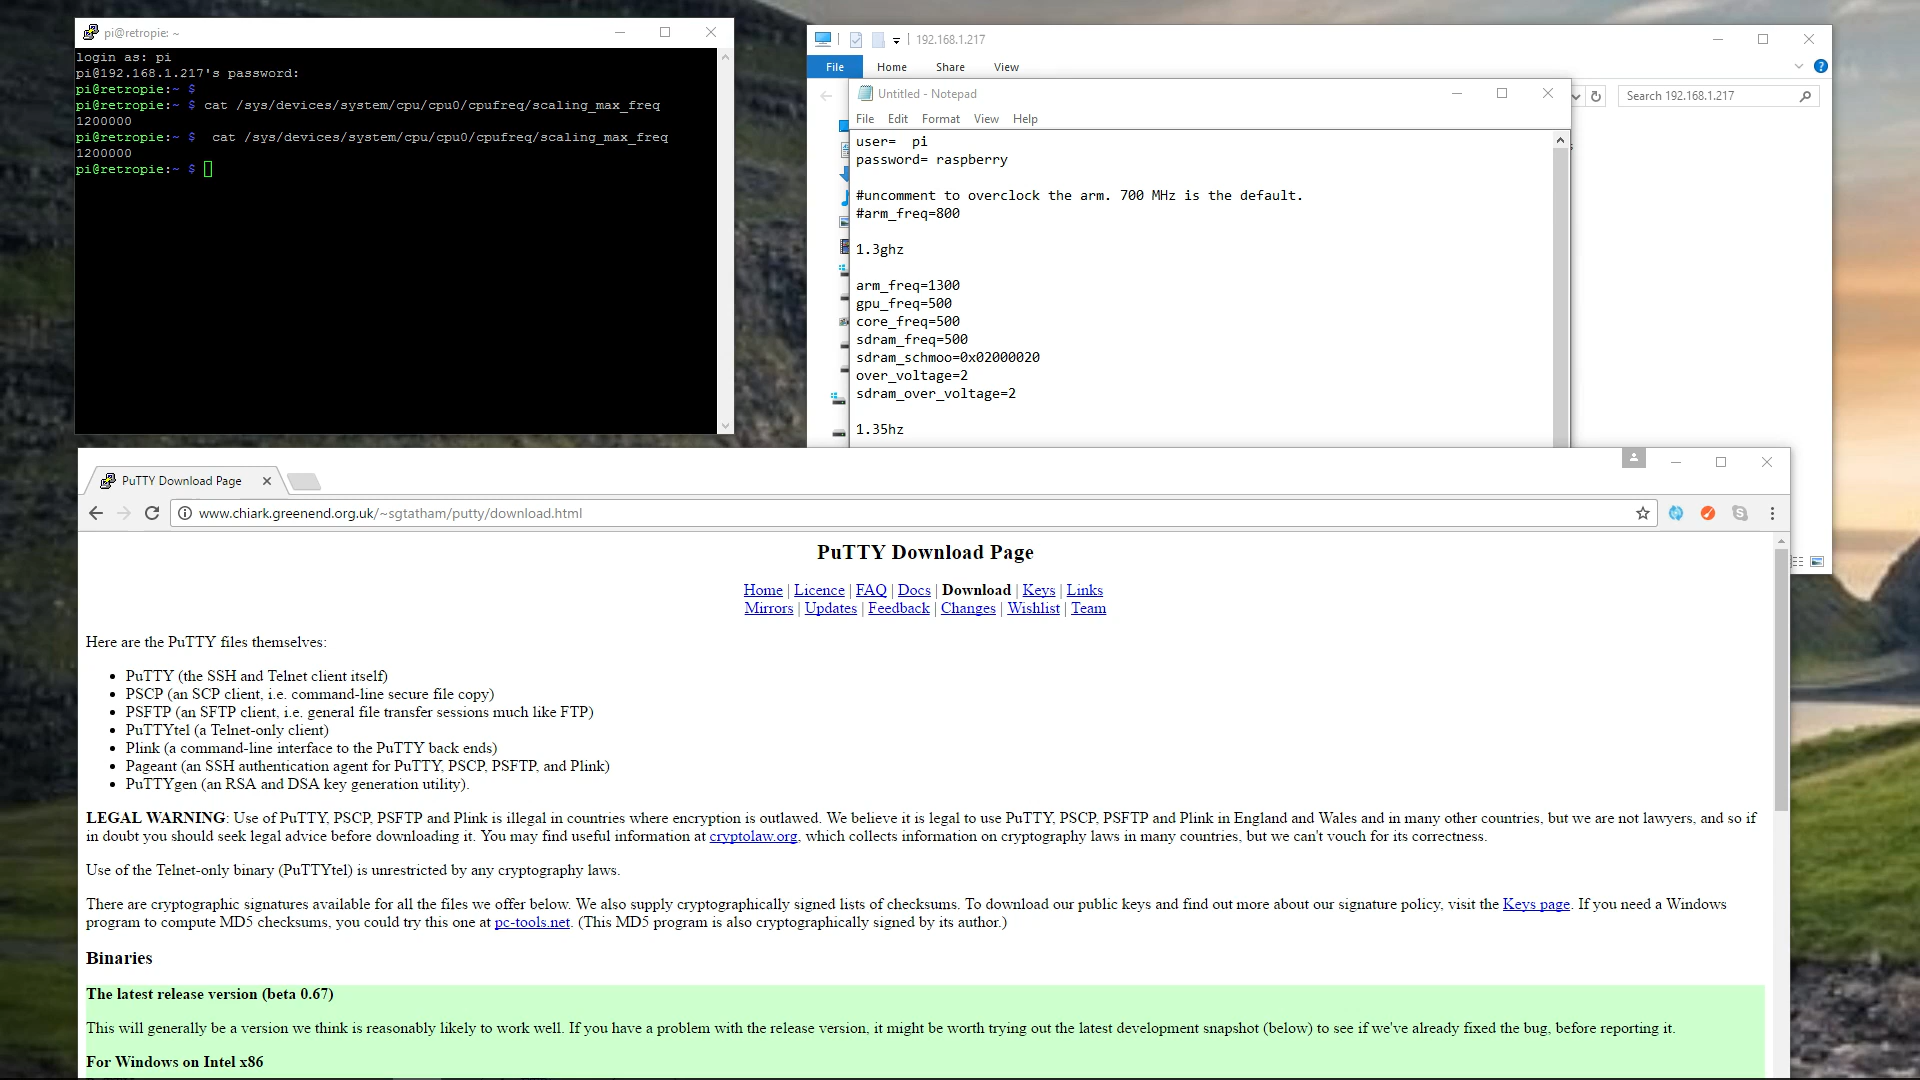 pi@retropie: ~
login as: pi
pi@192.168.1.217's password:
pi@retropie:~ $
pi@retropie:~ $ cat /sys/devices/system/cpu/cpu0/cpufreq/scaling_max_freq
1200000
pi@retropie:~ $  cat /sys/devices/system/cpu/cpu0/cpufreq/scaling_max_freq
1200000
pi@retropie:~ $
192.168.1.217
File Home Share View
Search 192.168.1.217
Untitled - Notepad
File Edit Format View Help
user=  pi
password= raspberry
#uncomment to overclock the arm. 700 MHz is the default.
#arm_freq=800
1.3ghz
arm_freq=1300
gpu_freq=500
core_freq=500
sdram_freq=500
sdram_schmoo=0x02000020
over_voltage=2
sdram_over_voltage=2
1.35hz
PuTTY Download Page
www.chiark.greenend.org.uk/~sgtatham/putty/download.html
PuTTY Download Page
Home | Licence | FAQ | Docs | Download | Keys | Links
Mirrors | Updates | Feedback | Changes | Wishlist | Team
Here are the PuTTY files themselves:
• PuTTY (the SSH and Telnet client itself)
• PSCP (an SCP client, i.e. command-line secure file copy)
• PSFTP (an SFTP client, i.e. general file transfer sessions much like FTP)
• PuTTYtel (a Telnet-only client)
• Plink (a command-line interface to the PuTTY back ends)
• Pageant (an SSH authentication agent for PuTTY, PSCP, PSFTP, and Plink)
• PuTTYgen (an RSA and DSA key generation utility).
LEGAL WARNING: Use of PuTTY, PSCP, PSFTP and Plink is illegal in countries where encryption is outlawed. We believe it is legal to use PuTTY, PSCP, PSFTP and Plink in England and Wales and in many other countries, but we are not lawyers, and so if
in doubt you should seek legal advice before downloading it. You may find useful information at cryptolaw.org, which collects information on cryptography laws in many countries, but we can't vouch for its correctness.
Use of the Telnet-only binary (PuTTYtel) is unrestricted by any cryptography laws.
There are cryptographic signatures available for all the files we offer below. We also supply cryptographically signed lists of checksums. To download our public keys and find out more about our signature policy, visit the Keys page. If you need a Windows
program to compute MD5 checksums, you could try this one at pc-tools.net. (This MD5 program is also cryptographically signed by its author.)
Binaries
The latest release version (beta 0.67)
This will generally be a version we think is reasonably likely to work well. If you have a problem with the release version, it might be worth trying out the latest development snapshot (below) to see if we've already fixed the bug, before reporting it.
For Windows on Intel x86